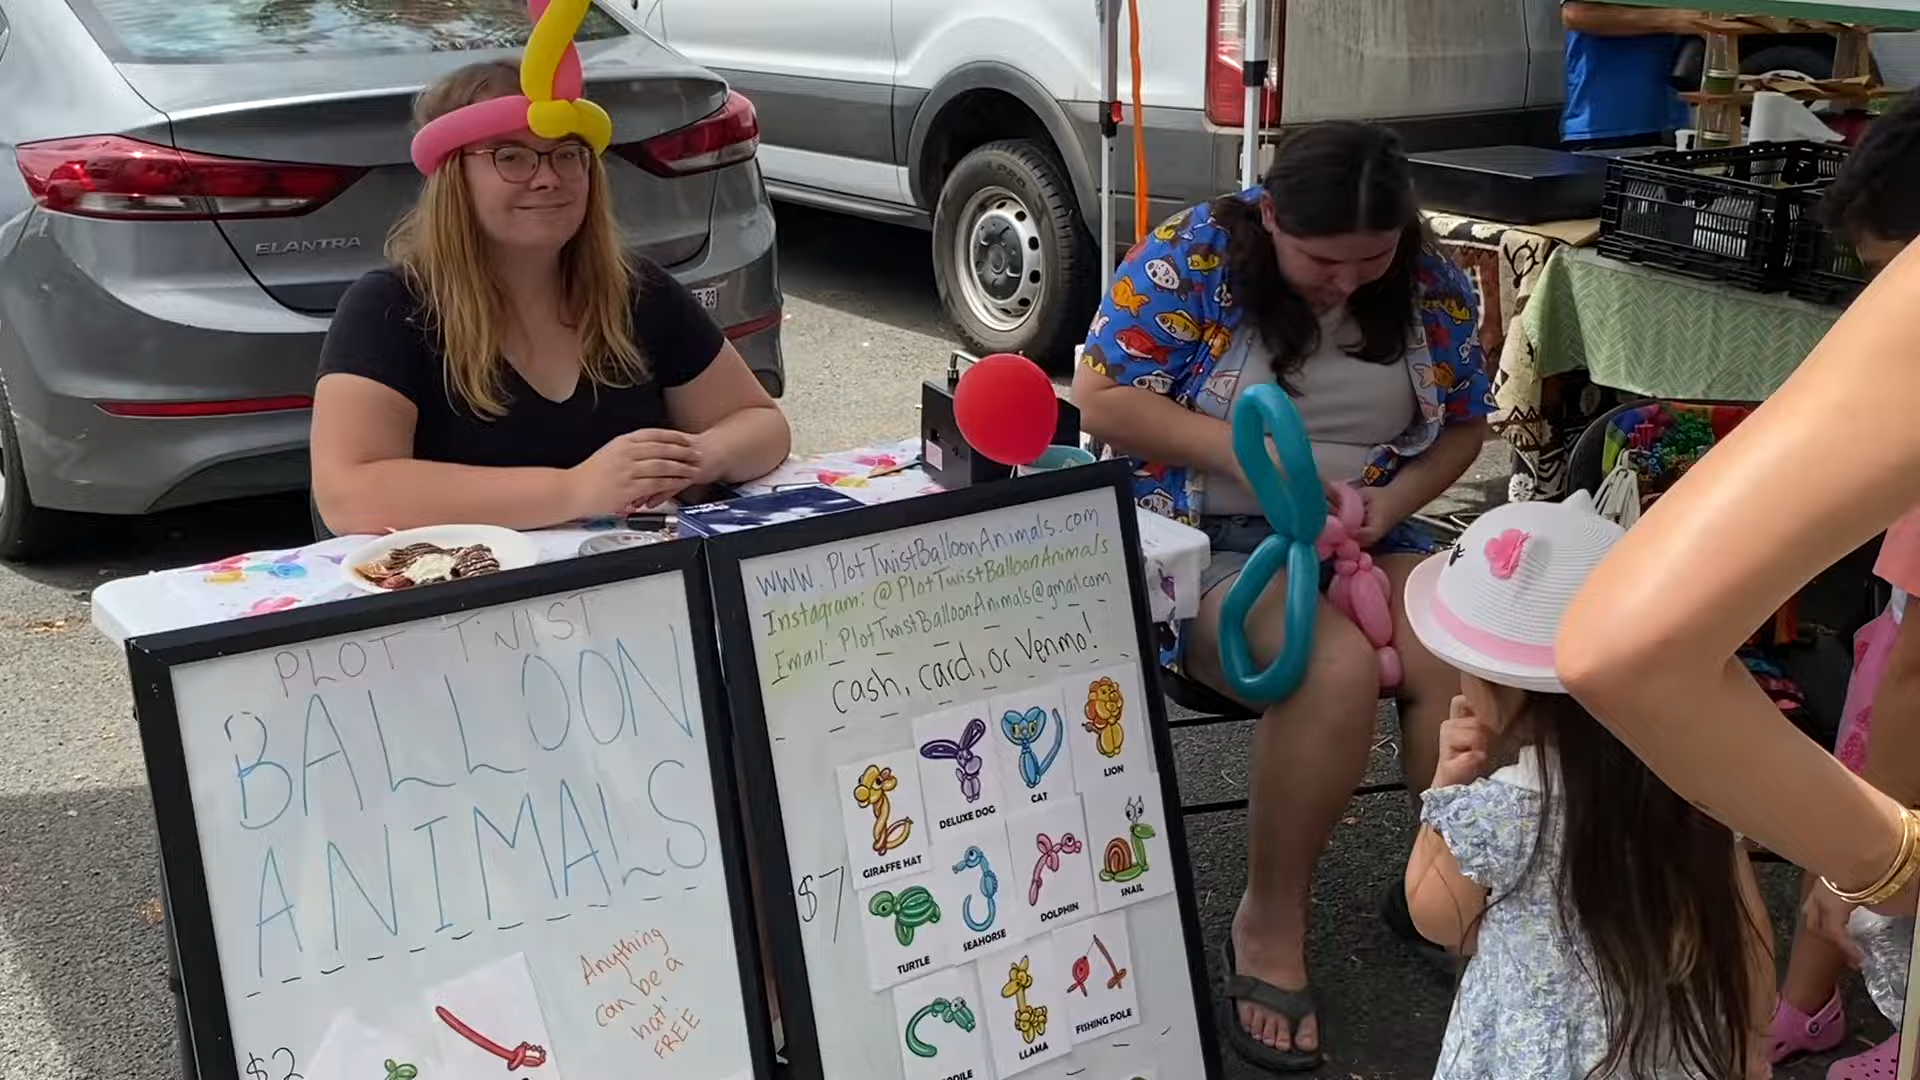 ELANTRA
PLOT TWIST
BALLOON
ANIMALS
Anything
can be a
hat!
FREE
$2
www.PlotTwistBalloonAnimals.com
Instagram: @PlotTwistBalloonAnimals
Email: PlotTwistBalloonAnimals@gmail.com
cash, card, or Venmo!
$7
GIRAFFE HAT
DELUXE DOG
CAT
LION
TURTLE
SEAHORSE
DOLPHIN
SNAIL
LLAMA
FISHING POLE